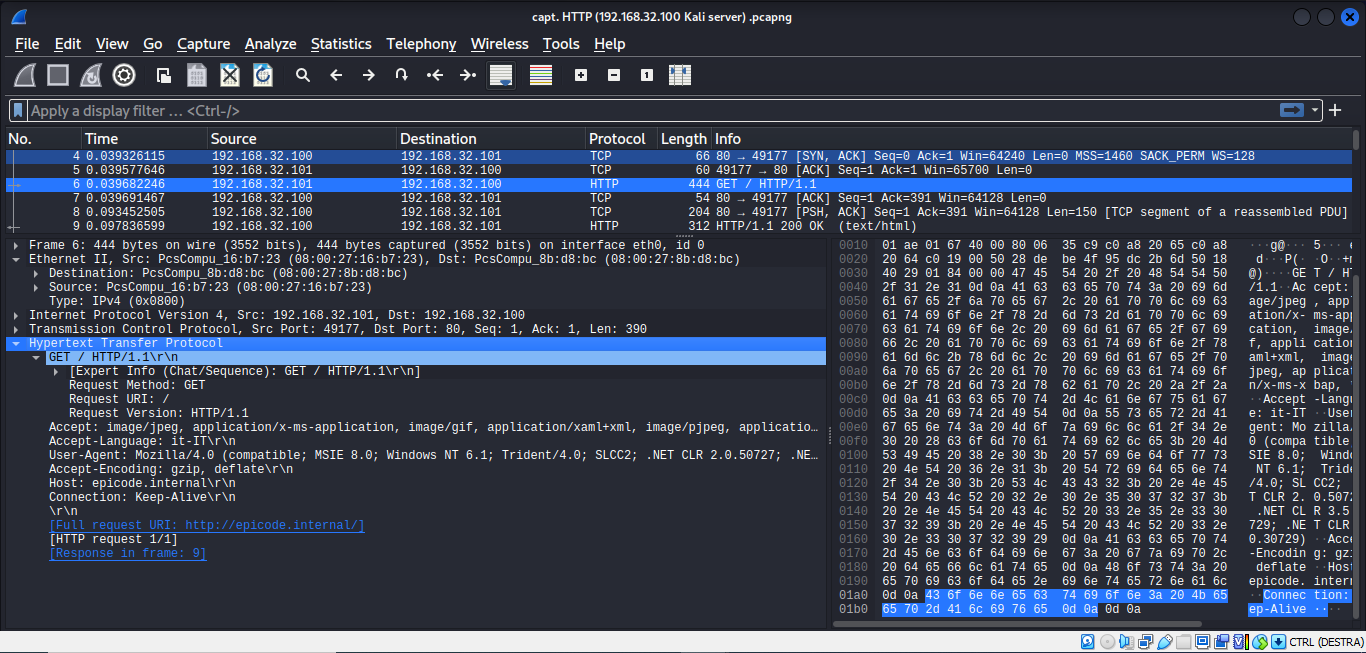 capt. HTTP (192.168.32.100 Kali server) .pcapng
File Edit View Go Capture Analyze Statistics Telephony Wireless Tools Help
Apply a display filter … <Ctrl-/>
No. Time Source Destination Protocol Length Info
4 0.039326115 192.168.32.100 192.168.32.101 TCP 66 80 → 49177 [SYN, ACK] Seq=0 Ack=1 Win=64240 Len=0 MSS=1460 SACK_PERM WS=128
5 0.039577646 192.168.32.101 192.168.32.100 TCP 60 49177 → 80 [ACK] Seq=1 Ack=1 Win=65700 Len=0
6 0.039682246 192.168.32.101 192.168.32.100 HTTP 444 GET / HTTP/1.1
7 0.039691467 192.168.32.100 192.168.32.101 TCP 54 80 → 49177 [ACK] Seq=1 Ack=391 Win=64128 Len=0
8 0.093452505 192.168.32.100 192.168.32.101 TCP 204 80 → 49177 [PSH, ACK] Seq=1 Ack=391 Win=64128 Len=150 [TCP segment of a reassembled PDU]
9 0.097836599 192.168.32.100 192.168.32.101 HTTP 312 HTTP/1.1 200 OK  (text/html)
Frame 6: 444 bytes on wire (3552 bits), 444 bytes captured (3552 bits) on interface eth0, id 0
Ethernet II, Src: PcsCompu_16:b7:23 (08:00:27:16:b7:23), Dst: PcsCompu_8b:d8:bc (08:00:27:8b:d8:bc)
Destination: PcsCompu_8b:d8:bc (08:00:27:8b:d8:bc)
Source: PcsCompu_16:b7:23 (08:00:27:16:b7:23)
Type: IPv4 (0x0800)
Internet Protocol Version 4, Src: 192.168.32.101, Dst: 192.168.32.100
Transmission Control Protocol, Src Port: 49177, Dst Port: 80, Seq: 1, Ack: 1, Len: 390
Hypertext Transfer Protocol
GET / HTTP/1.1\r\n
[Expert Info (Chat/Sequence): GET / HTTP/1.1\r\n]
Request Method: GET
Request URI: /
Request Version: HTTP/1.1
Accept: image/jpeg, application/x-ms-application, image/gif, application/xaml+xml, image/pjpeg, applicatio…
Accept-Language: it-IT\r\n
User-Agent: Mozilla/4.0 (compatible; MSIE 8.0; Windows NT 6.1; Trident/4.0; SLCC2; .NET CLR 2.0.50727; .NE…
Accept-Encoding: gzip, deflate\r\n
Host: epicode.internal\r\n
Connection: Keep-Alive\r\n
\r\n
[Full request URI: http://epicode.internal/]
[HTTP request 1/1]
[Response in frame: 9]
0010 01 ae 01 67 40 00 80 06 35 c9 c0 a8 20 65 c0 a8 ···g@··· 5··· e
0020 20 64 c0 19 00 50 28 de be 4f 95 dc 2b 6d 50 18 d···P(· ·O··+m
0030 40 29 01 84 00 00 47 45 54 20 2f 20 48 54 54 50 @)····GE T / H
0040 2f 31 2e 31 0d 0a 41 63 63 65 70 74 3a 20 69 6d /1.1··Ac cept:
0050 61 67 65 2f 6a 70 65 67 2c 20 61 70 70 6c 69 63 age/jpeg , appl
0060 61 74 69 6f 6e 2f 78 2d 6d 73 2d 61 70 70 6c 69 ation/x- ms-app
0070 63 61 74 69 6f 6e 2c 20 69 6d 61 67 65 2f 67 69 cation, image/
0080 66 2c 20 61 70 70 6c 69 63 61 74 69 6f 6e 2f 78 f, appli cation
0090 61 6d 6c 2b 78 6d 6c 2c 20 69 6d 61 67 65 2f 70 aml+xml, image
00a0 6a 70 65 67 2c 20 61 70 70 6c 69 63 61 74 69 6f jpeg, ap plicat
00b0 6e 2f 78 2d 6d 73 2d 78 62 61 70 2c 20 2a 2f 2a n/x-ms-x bap,
00c0 0d 0a 41 63 63 65 70 74 2d 4c 61 6e 67 75 61 67 ··Accept -Langu
00d0 65 3a 20 69 74 2d 49 54 0d 0a 55 73 65 72 2d 41 e: it-IT ··User
00e0 67 65 6e 74 3a 20 4d 6f 7a 69 6c 6c 61 2f 34 2e gent: Mo zilla/
00f0 30 20 28 63 6f 6d 70 61 74 69 62 6c 65 3b 20 4d 0 (compa tible
0100 53 49 45 20 38 2e 30 3b 20 57 69 6e 64 6f 77 73 SIE 8.0; Windo
0110 20 4e 54 20 36 2e 31 3b 20 54 72 69 64 65 6e 74 NT 6.1; Tride
0120 2f 34 2e 30 3b 20 53 4c 43 43 32 3b 20 2e 4e 45 /4.0; SL CC2;
0130 54 20 43 4c 52 20 32 2e 30 2e 35 30 37 32 37 3b T CLR 2. 0.5072
0140 20 2e 4e 45 54 20 43 4c 52 20 33 2e 35 2e 33 30 .NET CL R 3.5
0150 37 32 39 3b 20 2e 4e 45 54 20 43 4c 52 20 33 2e 729; .NE T CLR
0160 30 2e 33 30 37 32 39 29 0d 0a 41 63 63 65 70 74 0.30729) ··Acce
0170 2d 45 6e 63 6f 64 69 6e 67 3a 20 67 7a 69 70 2c -Encodin g: gz
0180 20 64 65 66 6c 61 74 65 0d 0a 48 6f 73 74 3a 20 deflate ··Host
0190 65 70 69 63 6f 64 65 2e 69 6e 74 65 72 6e 61 6c epicode. intern
01a0 0d 0a 43 6f 6e 6e 65 63 74 69 6f 6e 3a 20 4b 65 ··Connec tion:
01b0 65 70 2d 41 6c 69 76 65 0d 0a 0d 0a ep-Alive ····
CTRL (DESTRA)